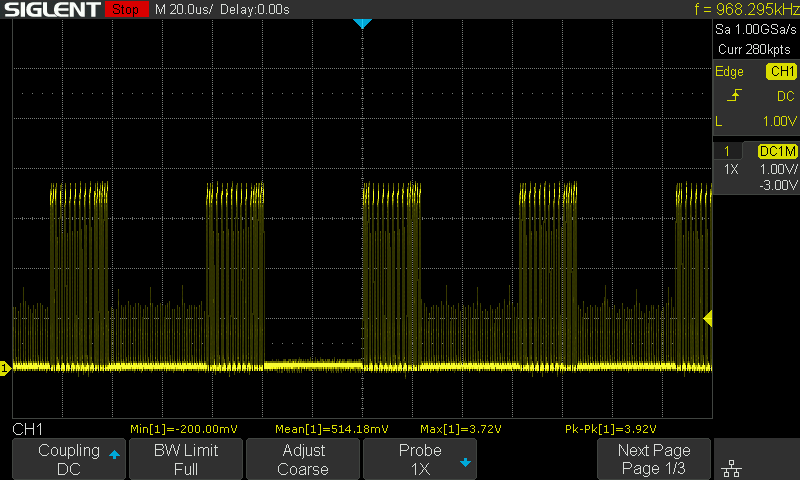 SIGLENT Stop M 20.0us/ Delay:0.00s f = 968.295kHz
Sa 1.00GSa/s
Curr 280kpts
Edge CH1
DC
L 1.00V
1 DC1M
1X 1.00V/
-3.00V
1
CH1 Min[1]=-200.00mV Mean[1]=514.18mV Max[1]=3.72V Pk-Pk[1]=3.92V
Coupling
DC
BW Limit
Full
Adjust
Coarse
Probe
1X
Next Page
Page 1/3